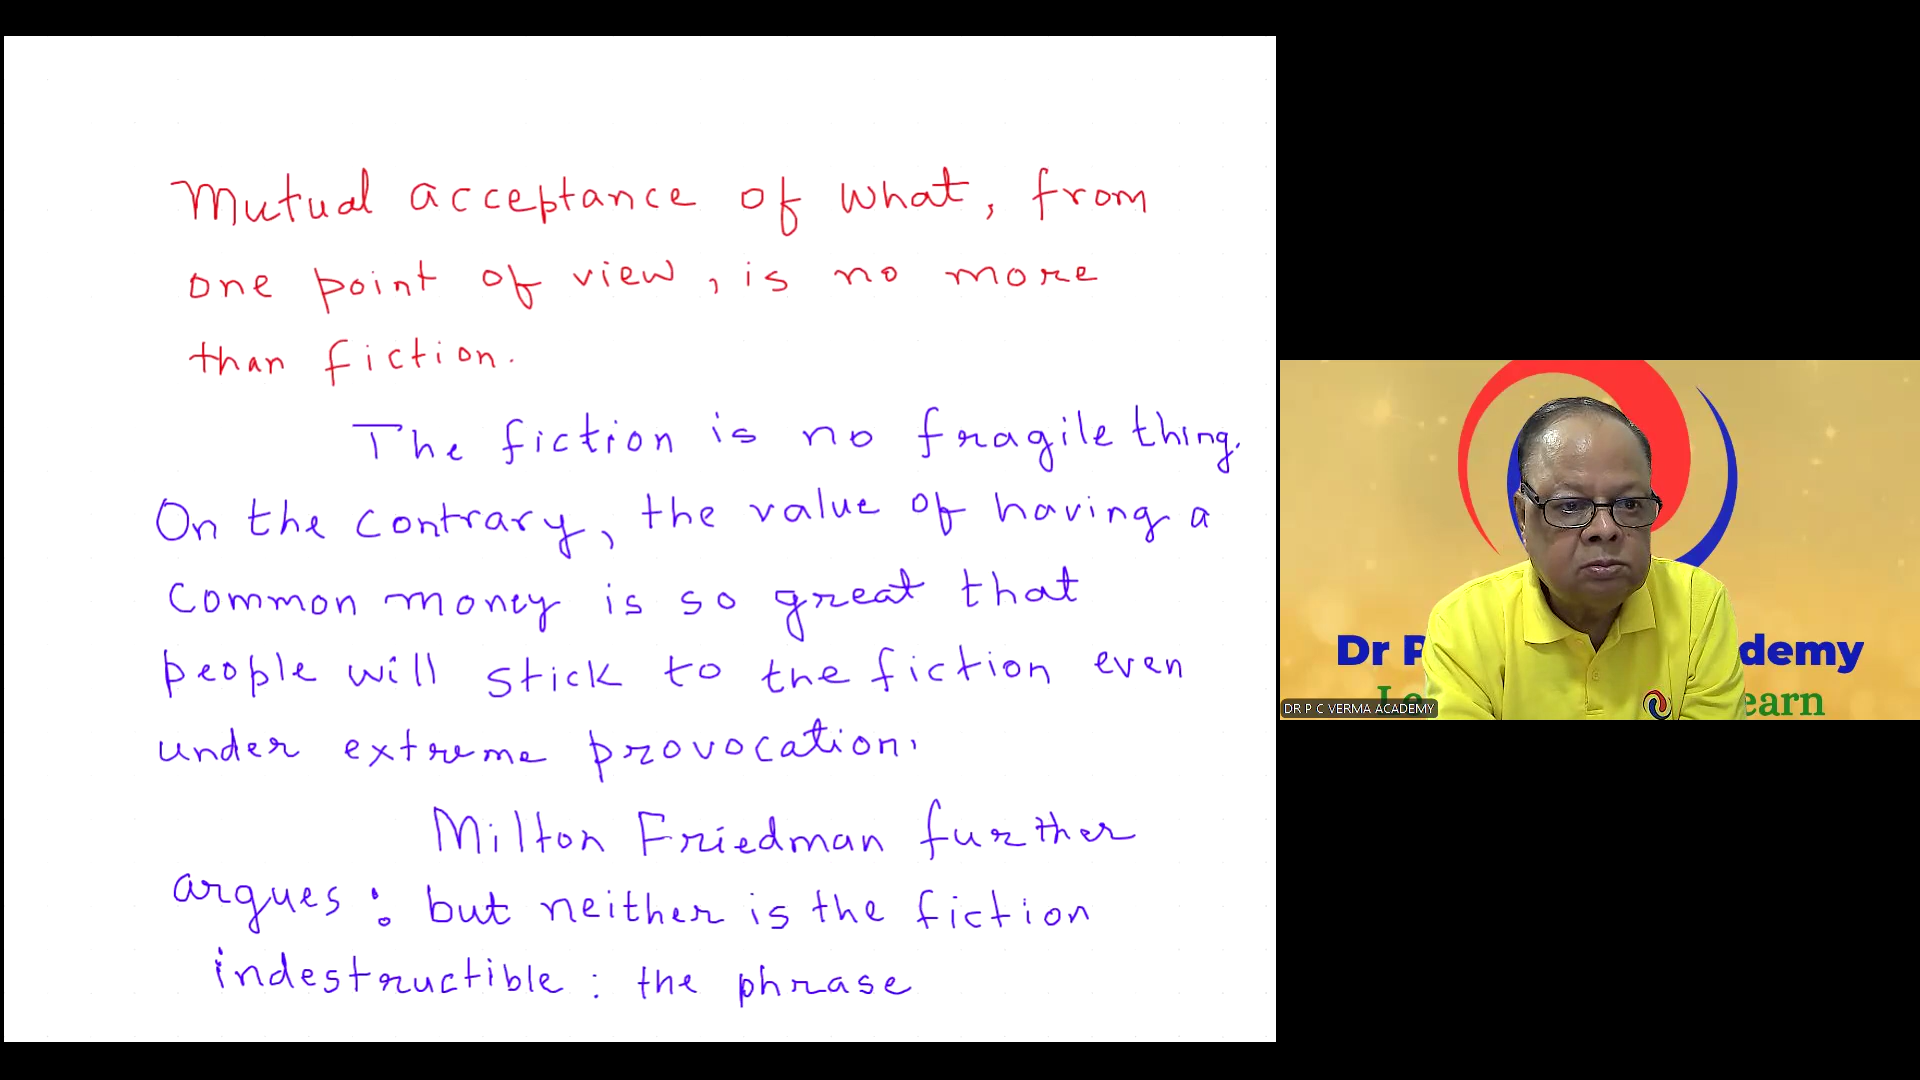 Mutual acceptance of what, from
one point of view, is no more
than fiction.
The fiction is no fragile thing.
On the contrary, the value of having a
common money is so great that
people will stick to the fiction even
under extreme provocation.
Milton Friedman further
argues: but neither is the fiction
indestructible: the phrase
Dr P demy
Le earn
DR P C VERMA ACADEMY